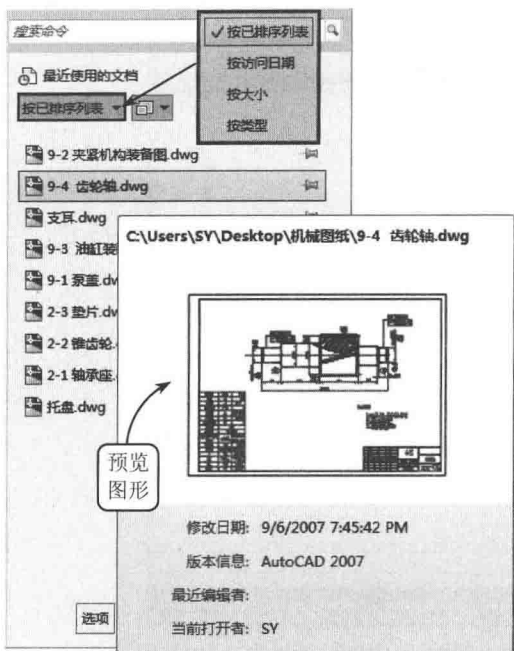 搜索命令
✓ 按已排序列表
按访问日期
按大小
按类型
最近使用的文档
按已排序列表
9-2 夹紧机构装备图.dwg
9-4 齿轮轴.dwg
支耳.dwg
9-3 油缸装
9-1 泵盖.dw
2-3 垫片.dw
2-2 锥齿轮.
2-1 轴承座.
托盘.dwg
C:\Users\SY\Desktop\机械图纸\9-4 齿轮轴.dwg
预览
图形
修改日期: 9/6/2007 7:45:42 PM
版本信息: AutoCAD 2007
最近编辑者:
当前打开者: SY
选项